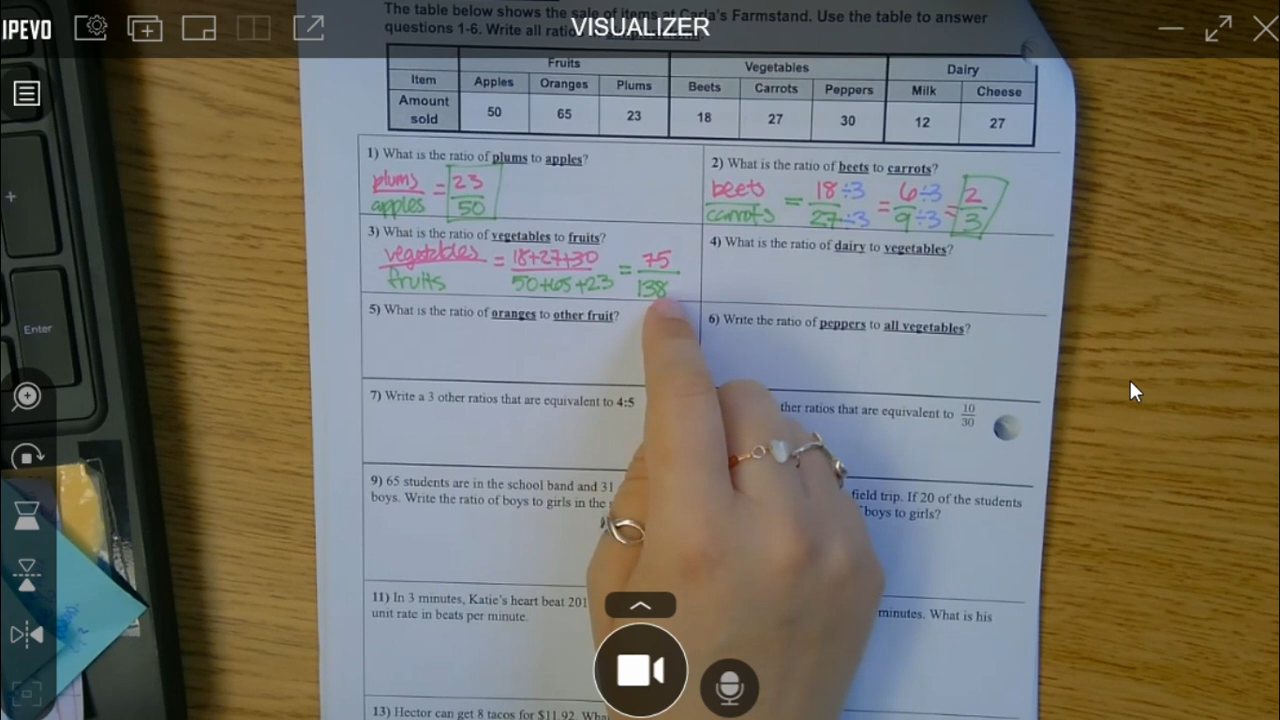 IPEVO
VISUALIZER
The table below shows the sale of items at Carla's Farmstand. Use the table to answer
questions 1-6. Write all
Fruits Vegetables Dairy
Item Apples Oranges Plums Beets Carrots Peppers Milk Cheese
Amount sold 50 65 23 18 27 30 12 27
1) What is the ratio of plums to apples?
plums/apples = 23/50
2) What is the ratio of beets to carrots?
beets/carrots = 18÷3/27÷3 = 6÷3/9÷3 = 2/3
3) What is the ratio of vegetables to fruits?
vegetables/fruits = 18+27+30/50+65+23 = 75/138
4) What is the ratio of dairy to vegetables?
5) What is the ratio of oranges to other fruit?
6) Write the ratio of peppers to all vegetables?
7) Write a 3 other ratios that are equivalent to 4:5
ther ratios that are equivalent to 10/30
9) 65 students are in the school band and 31
boys. Write the ratio of boys to girls in the
field trip. If 20 of the students
boys to girls?
11) In 3 minutes, Katie's heart beat 201
unit rate in beats per minute.
minutes. What is his
13) Hector can get 8 tacos for $11.92.
Enter